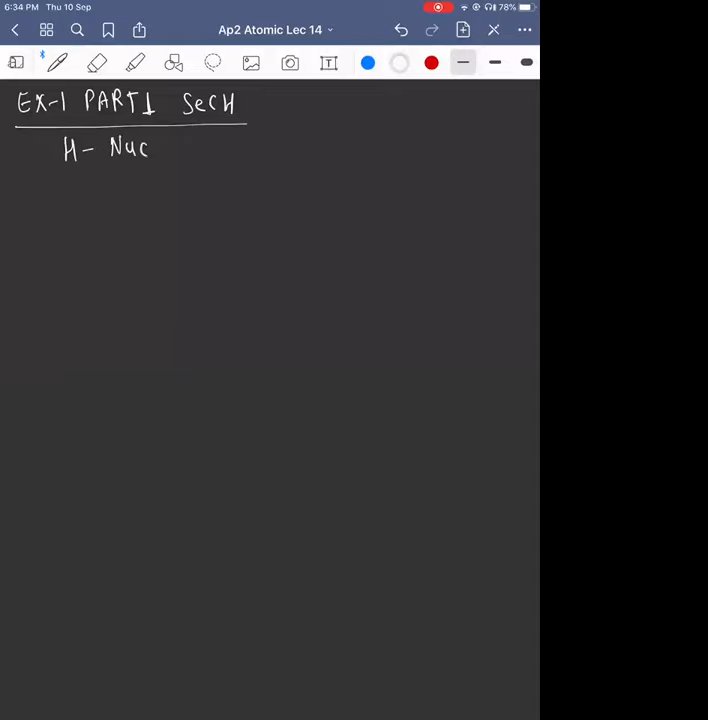 6:34 PM Thu 10 Sep 78%
Ap2 Atomic Lec 14
T
EX-1 PART1 SecH
H- Nuc